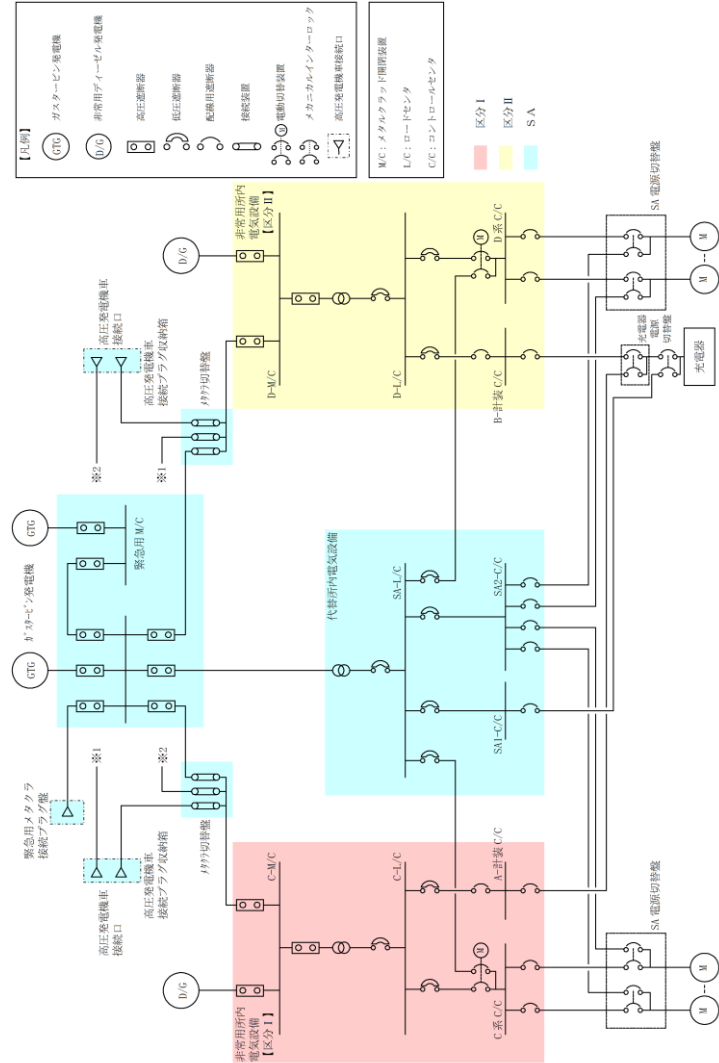 【凡例】
GTG
ガスタービン発電機
D/G
非常用ディーゼル発電機
高圧遮断器
低圧遮断器
配線用遮断器
接続装置
M
電動切替装置
メカニカルインターロック
高圧発電機車接続口
M/C：メタルクラッド開閉装置
L/C：ロードセンタ
C/C：コントロールセンタ
区分Ⅰ
区分Ⅱ
ＳＡ
緊急用メタクラ
接続プラグ盤
高圧発電機車
接続口
高圧発電機車
接続プラグ収納箱
※1
※2
ﾒﾀｸﾗ切替盤
GTG
ｶﾞｽﾀｰﾋﾞﾝ発電機
GTG
緊急用 M/C
高圧発電機車
接続口
高圧発電機車
接続プラグ収納箱
※2
※1
ﾒﾀｸﾗ切替盤
D/G
非常用所内
電気設備
【区分Ⅰ】
C-M/C
C-L/C
M
C系 C/C
A-計装 C/C
代替所内電気設備
SA-L/C
SA1-C/C
SA2-C/C
D/G
非常用所内
電気設備
【区分Ⅱ】
D-M/C
D-L/C
M
B-計装 C/C
D系 C/C
SA 電源切替盤
M
M
充電器
電源
切替盤
充電器
SA 電源切替盤
M
M